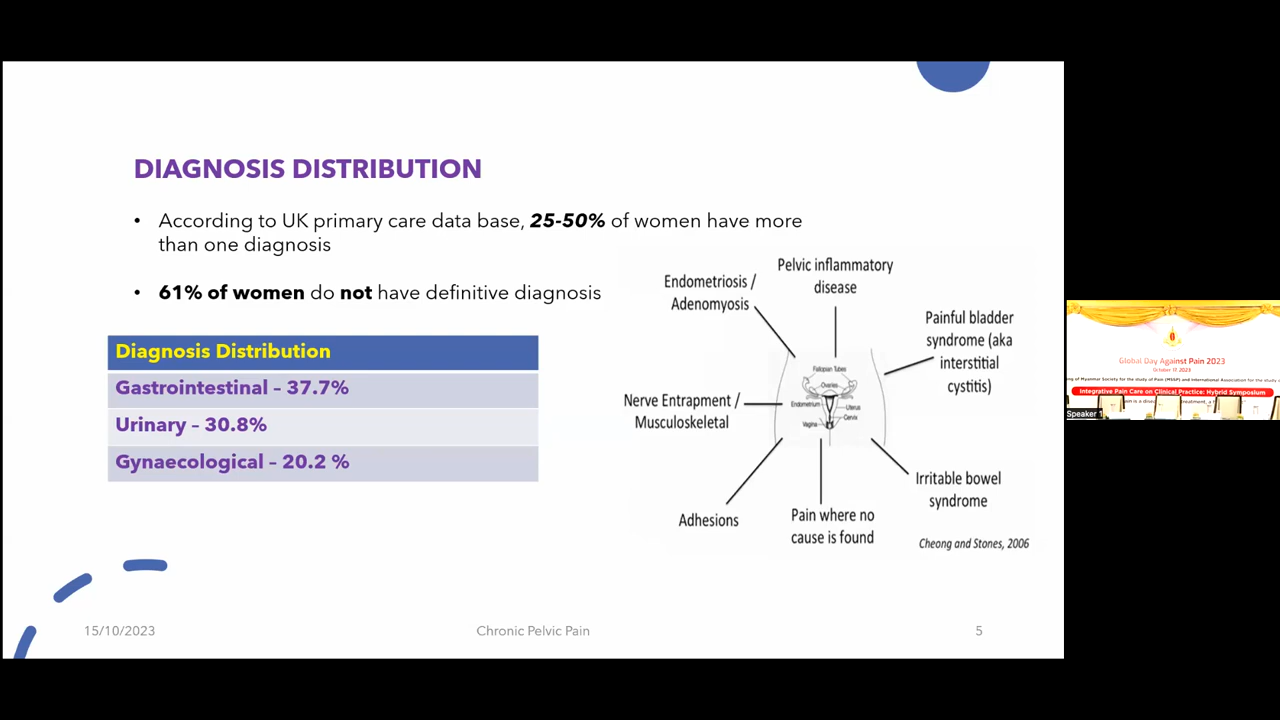 DIAGNOSIS DISTRIBUTION
• According to UK primary care data base, 25-50% of women have more
than one diagnosis
• 61% of women do not have definitive diagnosis
Diagnosis Distribution
Gastrointestinal – 37.7%
Urinary – 30.8%
Gynaecological – 20.2 %
Pelvic inflammatory
disease
Endometriosis /
Adenomyosis
Painful bladder
syndrome (aka
interstitial
cystitis)
Nerve Entrapment /
Musculoskeletal
Fallopian Tubes
Ovaries
Endometrium
Uterus
Cervix
Vagina
Irritable bowel
syndrome
Adhesions
Pain where no
cause is found
Cheong and Stones, 2006
15/10/2023
Chronic Pelvic Pain
5
Global Day Against Pain 2023
October 17, 2023
of Myanmar Society for the study of Pain (MSSP) and International Association for the study
Integrative Pain Care on Clinical Practice: Hybrid Symposium
Speaker 1